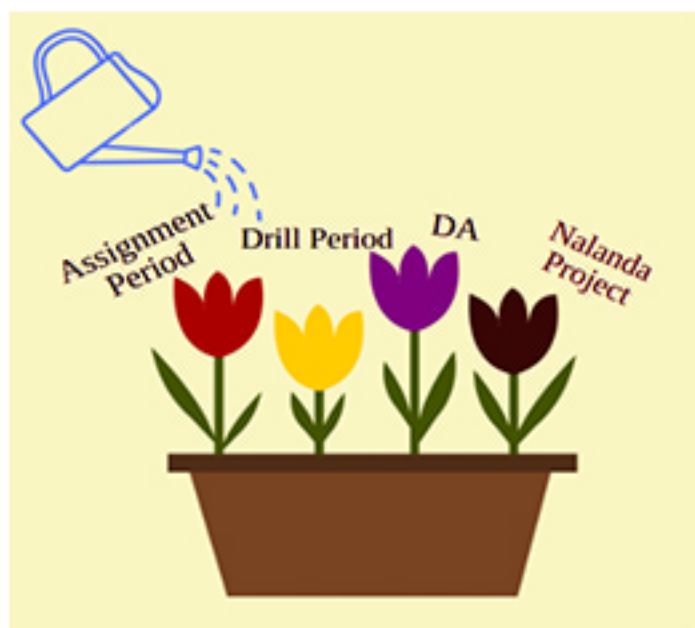 Assignment
Period
Drill Period
DA
Nalanda
Project